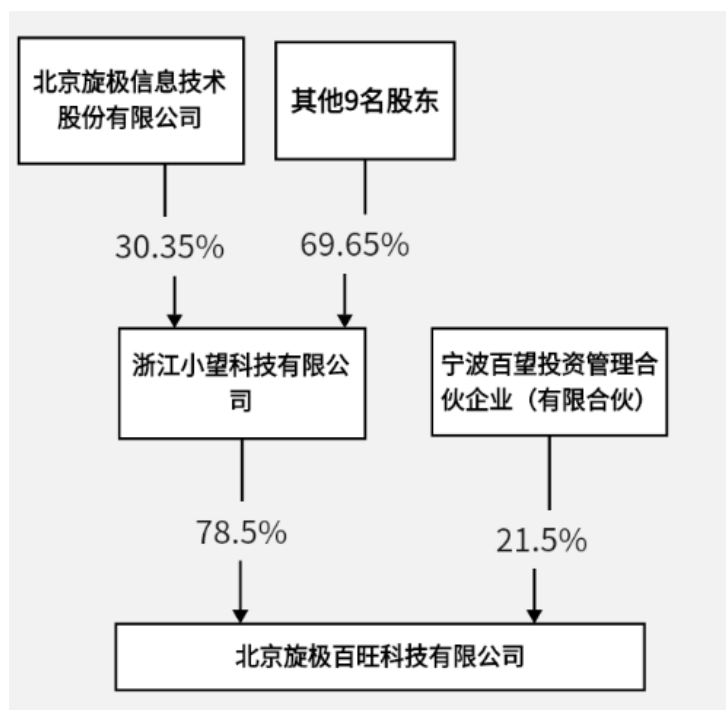 北京旋极信息技术
股份有限公司
其他9名股东
30.35%
69.65%
浙江小望科技有限公
司
宁波百望投资管理合
伙企业（有限合伙）
78.5%
21.5%
北京旋极百旺科技有限公司